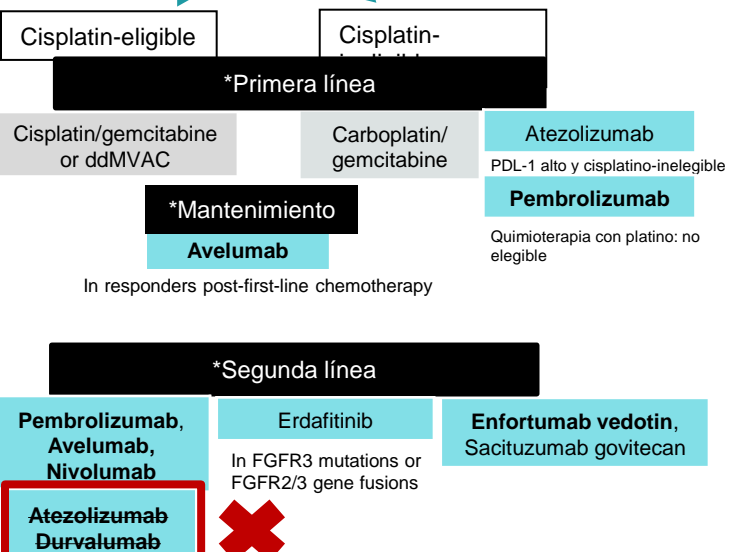 Cisplatin-eligible
Cisplatin-
*Primera línea
Cisplatin/gemcitabine
or ddMVAC
Carboplatin/
gemcitabine
Atezolizumab
PDL-1 alto y cisplatino-inelegible
Pembrolizumab
Quimioterapia con platino: no
elegible
*Mantenimiento
Avelumab
In responders post-first-line chemotherapy
*Segunda línea
Pembrolizumab,
Avelumab,
Nivolumab
Erdafitinib
In FGFR3 mutations or
FGFR2/3 gene fusions
Enfortumab vedotin,
Sacituzumab govitecan
Atezolizumab
Durvalumab